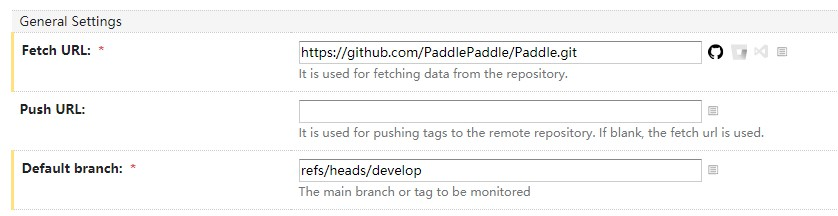 General Settings
Fetch URL: * https://github.com/PaddlePaddle/Paddle.git
It is used for fetching data from the repository.
Push URL:
It is used for pushing tags to the remote repository. If blank, the fetch url is used.
Default branch: * refs/heads/develop
The main branch or tag to be monitored